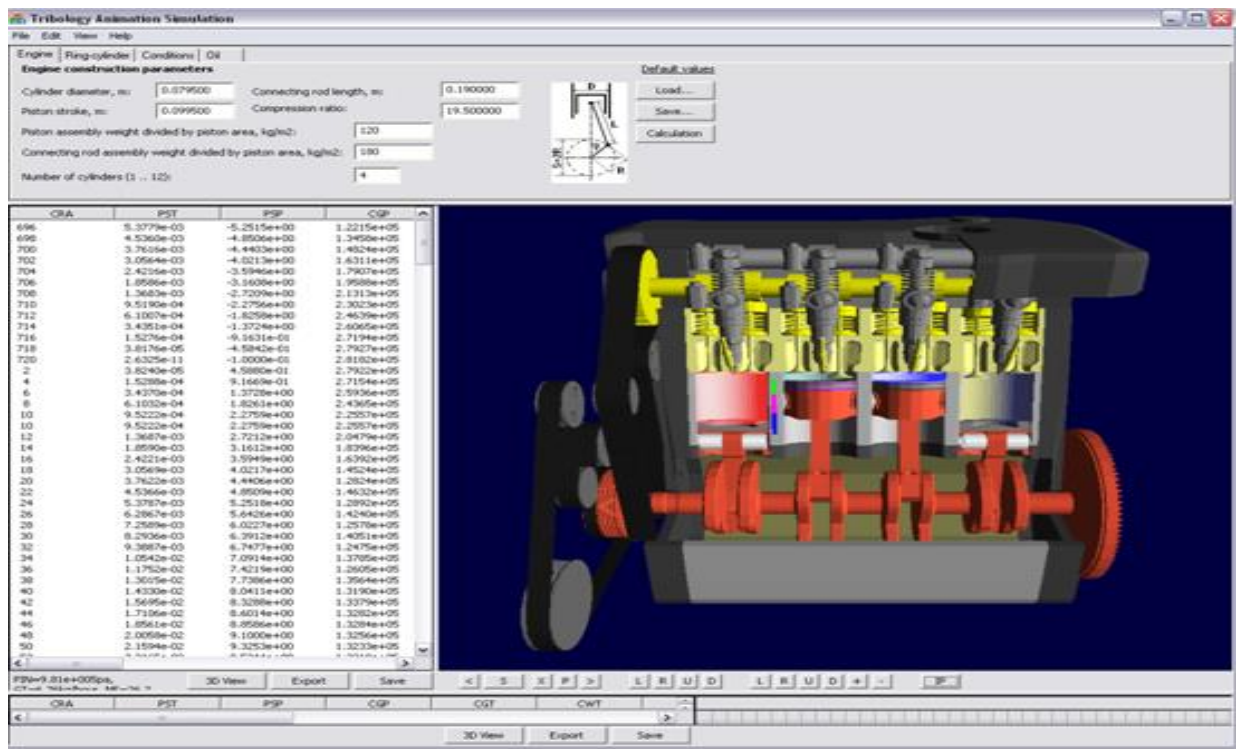 Tribology Animation Simulation
File Edit View Help
Engine Ring-cylinder Conditions Oil
Engine construction parameters
Default values
Cylinder diameter, m: 0.079500 Connecting rod length, m: 0.190000
Load...
Piston stroke, m: 0.099500 Compression ratio: 19.500000
Save...
Piston assembly weight divided by piston area, kg/m2: 120
Calculation
Connecting rod assembly weight divided by piston area, kg/m2: 180
Number of cylinders (1 .. 12): 4
D
L
S=2R
R
CRA PST PSP CGP
696 5.3779e-03 -5.2515e+00 1.2215e+05
698 4.5360e-03 -4.8506e+00 1.3458e+05
700 3.7616e-03 -4.4403e+00 1.4824e+05
702 3.0564e-03 -4.0213e+00 1.6311e+05
704 2.4216e-03 -3.5946e+00 1.7907e+05
706 1.8586e-03 -3.1608e+00 1.9588e+05
708 1.3683e-03 -2.7209e+00 2.1313e+05
710 9.5190e-04 -2.2756e+00 2.3023e+05
712 6.1007e-04 -1.8258e+00 2.4639e+05
714 3.4351e-04 -1.3724e+00 2.6065e+05
716 1.5276e-04 -9.1631e-01 2.7194e+05
718 3.8176e-05 -4.5842e-01 2.7927e+05
720 2.6325e-11 -1.0000e-01 2.8182e+05
2 3.8240e-05 4.5880e-01 2.7922e+05
4 1.5288e-04 9.1669e-01 2.7154e+05
6 3.4370e-04 1.3728e+00 2.5936e+05
8 6.1032e-04 1.8261e+00 2.4365e+05
10 9.5222e-04 2.2759e+00 2.2557e+05
10 9.5222e-04 2.2759e+00 2.2557e+05
12 1.3687e-03 2.7212e+00 2.0479e+05
14 1.8590e-03 3.1612e+00 1.8396e+05
16 2.4221e-03 3.5949e+00 1.6392e+05
18 3.0569e-03 4.0217e+00 1.4524e+05
20 3.7622e-03 4.4406e+00 1.2824e+05
22 4.5366e-03 4.8509e+00 1.4632e+05
24 5.3787e-03 5.2518e+00 1.2892e+05
26 6.2867e-03 5.6426e+00 1.4240e+05
28 7.2589e-03 6.0227e+00 1.2578e+05
30 8.2936e-03 6.3912e+00 1.4051e+05
32 9.3887e-03 6.7477e+00 1.2475e+05
34 1.0542e-02 7.0914e+00 1.3785e+05
36 1.1752e-02 7.4219e+00 1.2605e+05
38 1.3015e-02 7.7386e+00 1.3564e+05
40 1.4330e-02 8.0411e+00 1.3190e+05
42 1.5695e-02 8.3288e+00 1.3379e+05
44 1.7106e-02 8.6014e+00 1.3282e+05
46 1.8561e-02 8.8586e+00 1.3284e+05
48 2.0058e-02 9.1000e+00 1.3256e+05
50 2.1594e-02 9.3253e+00 1.3233e+05
PIN=9.81e+005pa,
3D View Export Save
< S X P > L R U D L R U D + -
CRA PST PSP CGP CGT CWT
3D View Export Save